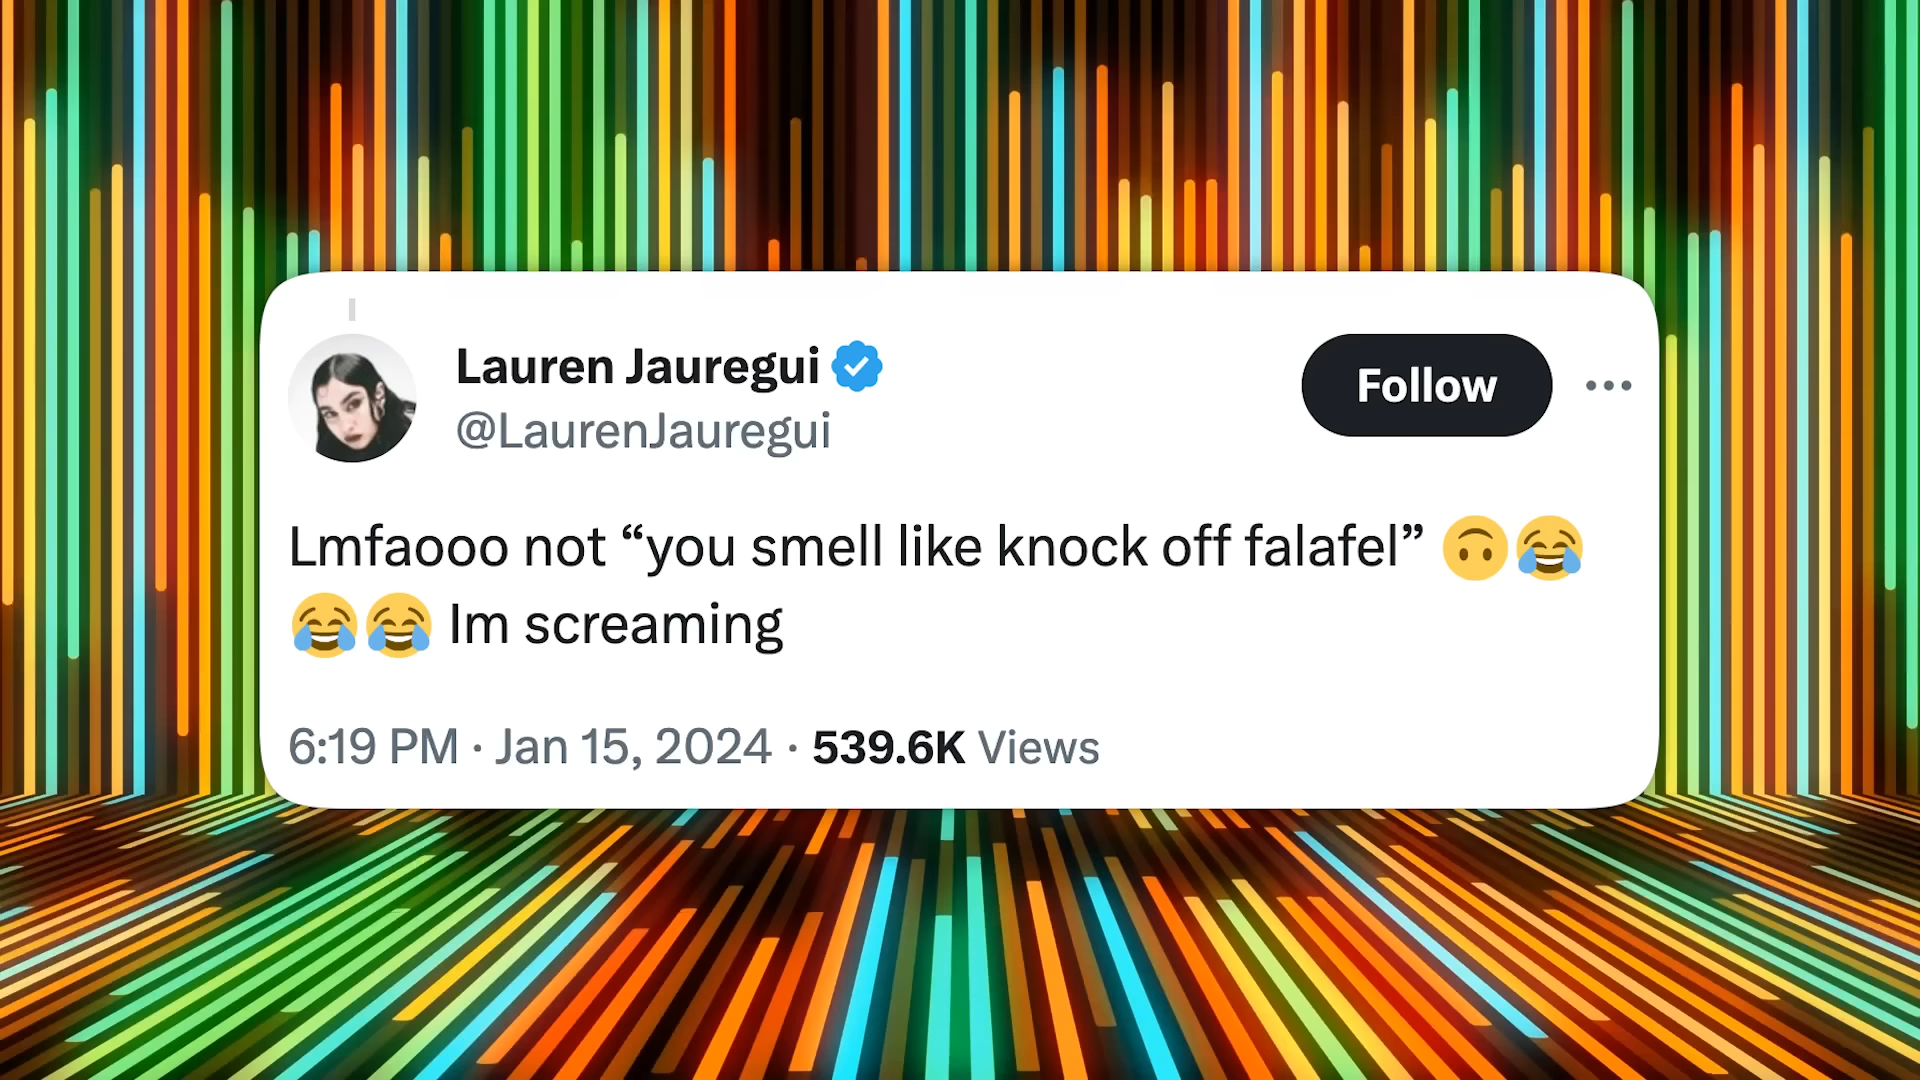 Lauren Jauregui
@LaurenJauregui
Follow
Lmfaooo not “you smell like knock off falafel” 🙃😂
😂😂 Im screaming
6:19 PM · Jan 15, 2024 · 539.6K Views